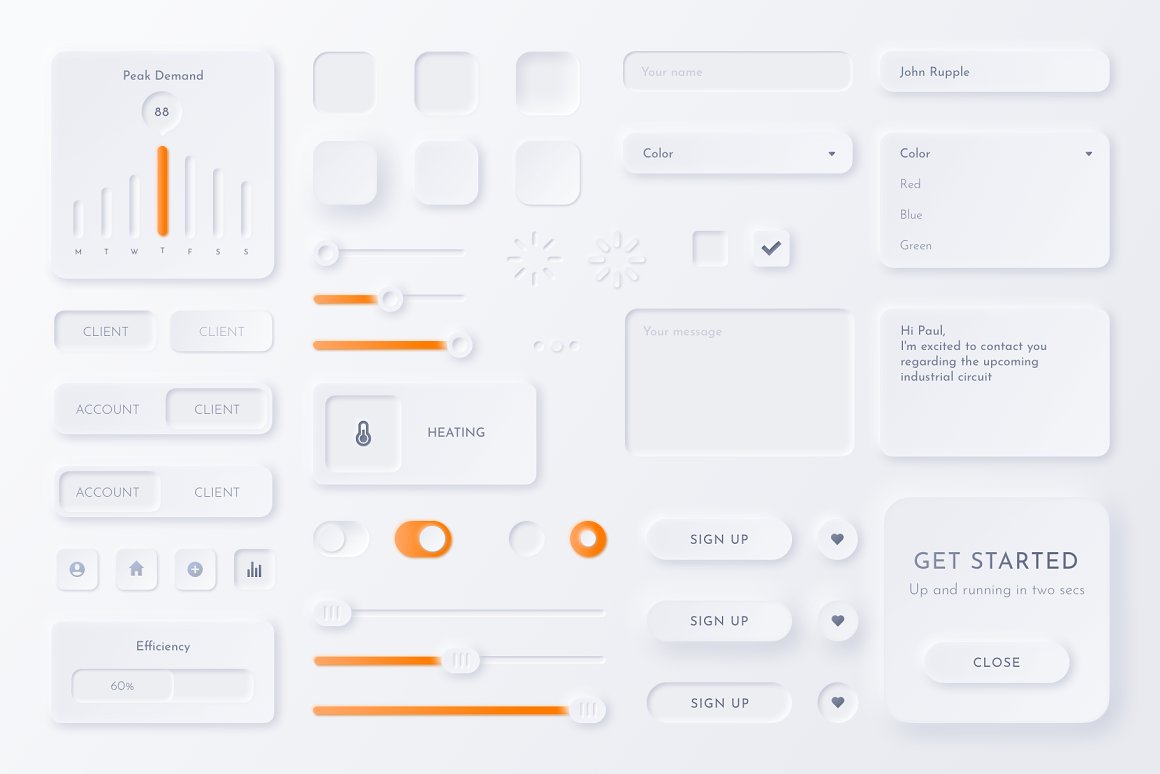 Peak Demand
88
M T W T F S S
CLIENT
CLIENT
ACCOUNT
CLIENT
ACCOUNT
CLIENT
Efficiency
60%
HEATING
Your name
John Rupple
Color
Color
Red
Blue
Green
Your message
Hi Paul,
I'm excited to contact you
regarding the upcoming
industrial circuit
SIGN UP
SIGN UP
SIGN UP
GET STARTED
Up and running in two secs
CLOSE